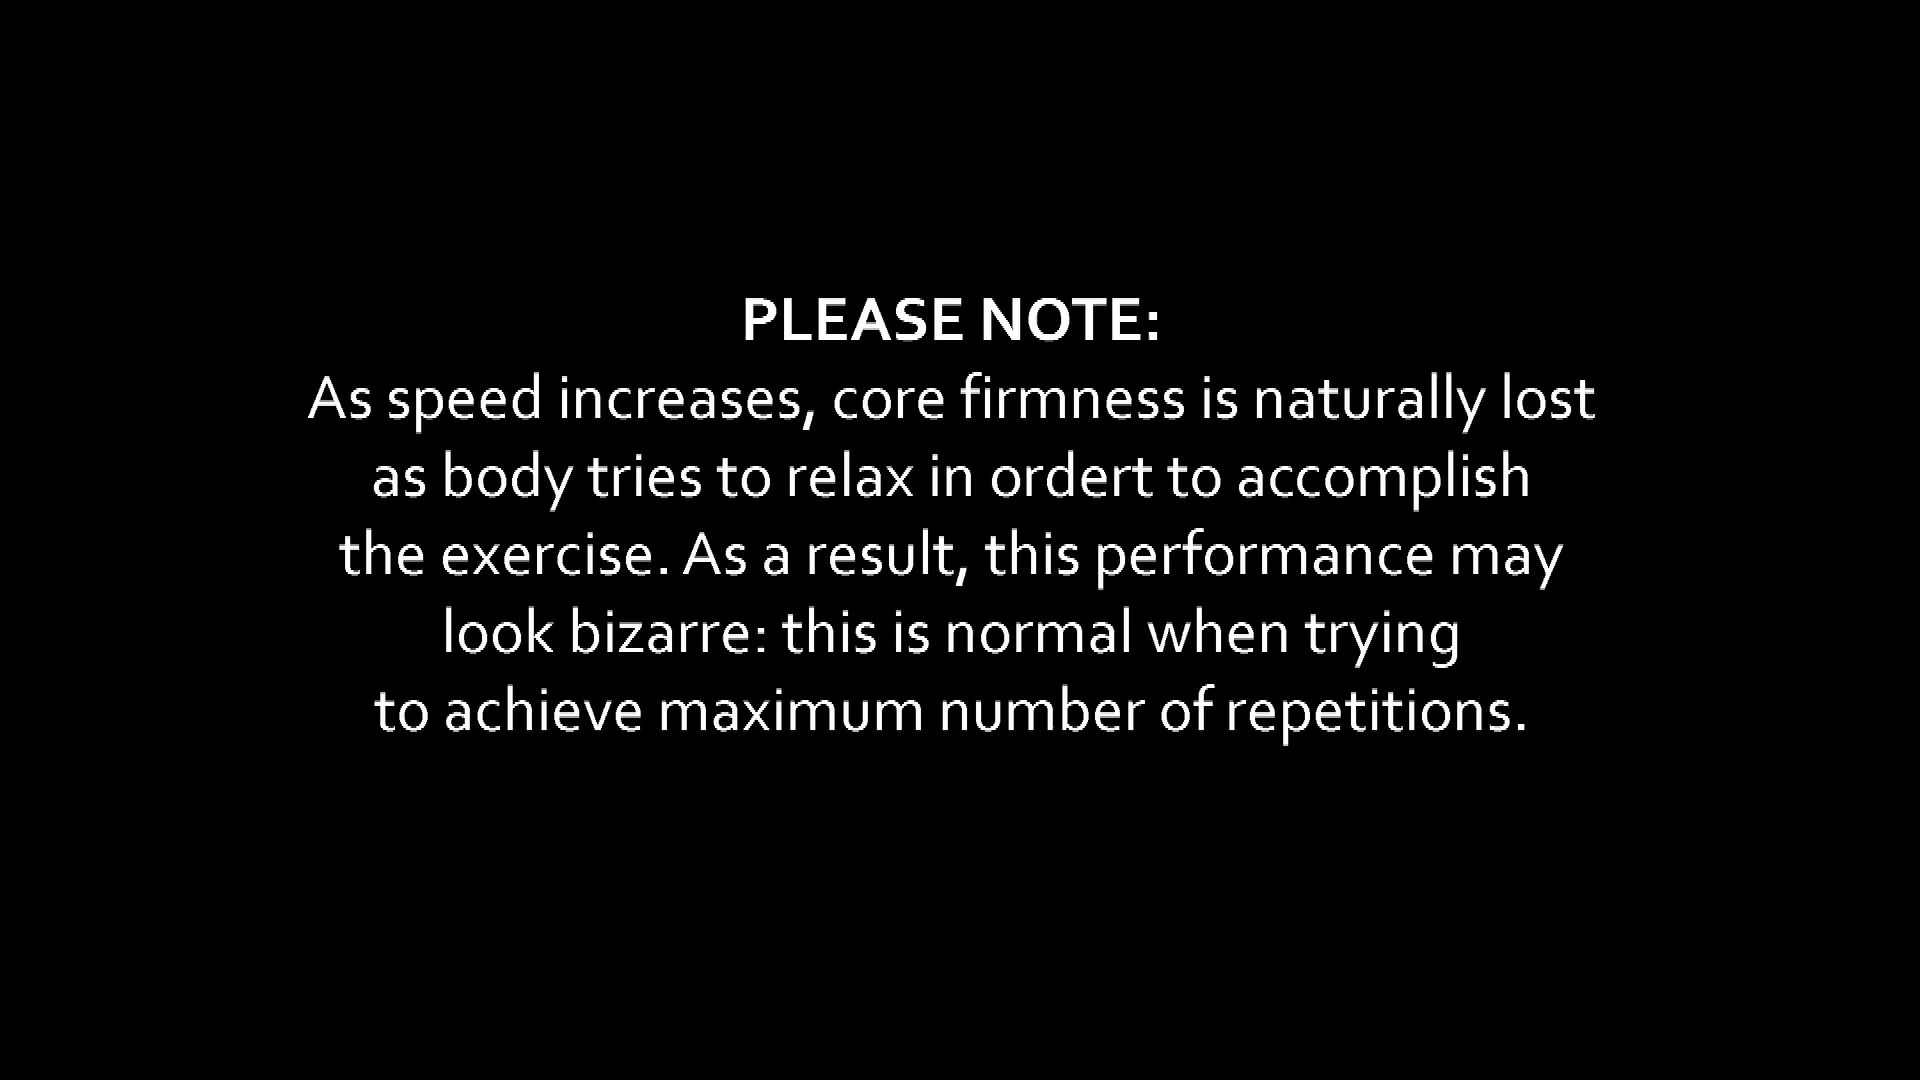 PLEASE NOTE:
As speed increases, core firmness is naturally lost
as body tries to relax in ordert to accomplish
the exercise. As a result, this performance may
look bizarre: this is normal when trying
to achieve maximum number of repetitions.